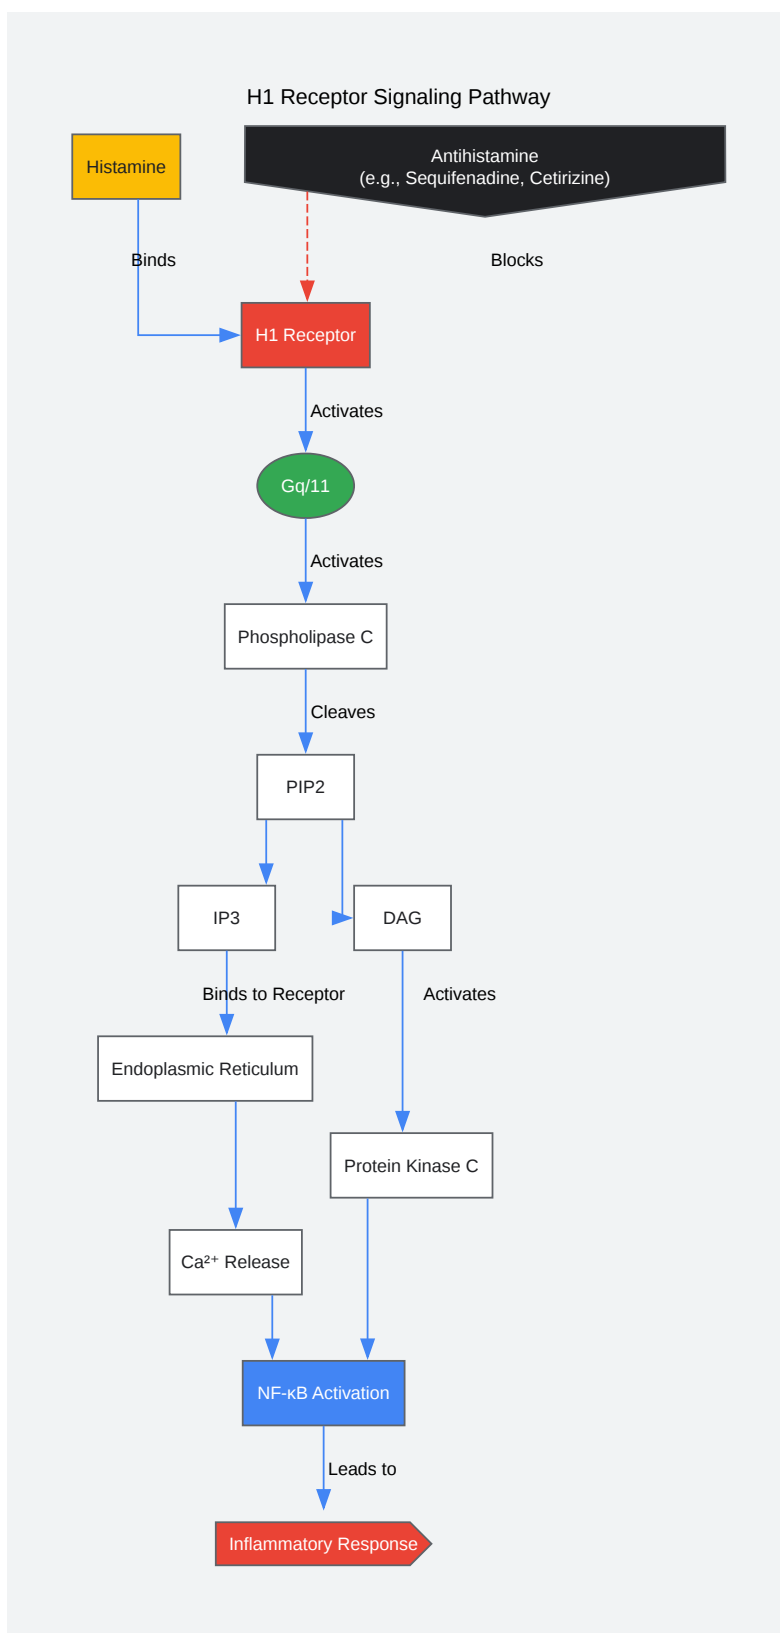 H1 Receptor Signaling Pathway
Histamine
Antihistamine
(e.g., Sequifenadine, Cetirizine)
Binds
Blocks
H1 Receptor
Activates
Gq/11
Activates
Phospholipase C
Cleaves
PIP2
IP3
DAG
Binds to Receptor
Activates
Endoplasmic Reticulum
Protein Kinase C
Ca²⁺ Release
NF-κB Activation
Leads to
Inflammatory Response